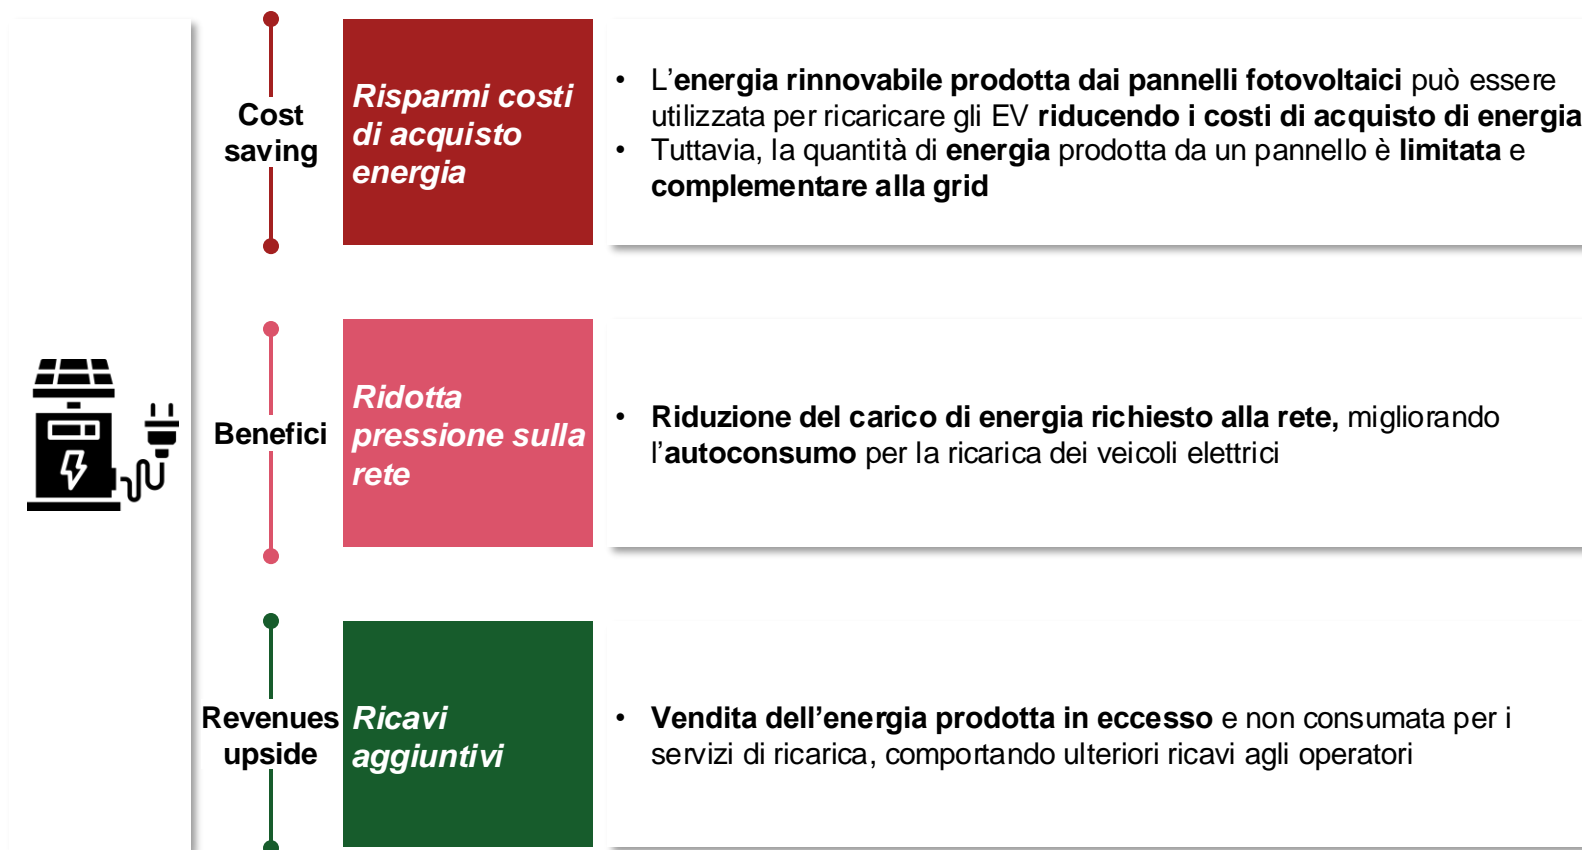 Cost
saving
Risparmi costi
di acquisto
energia
• L’energia rinnovabile prodotta dai pannelli fotovoltaici può essere
utilizzata per ricaricare gli EV riducendo i costi di acquisto di energia
• Tuttavia, la quantità di energia prodotta da un pannello è limitata e
complementare alla grid
Benefici
Ridotta
pressione sulla
rete
• Riduzione del carico di energia richiesto alla rete, migliorando
l’autoconsumo per la ricarica dei veicoli elettrici
Revenues
upside
Ricavi
aggiuntivi
• Vendita dell’energia prodotta in eccesso e non consumata per i
servizi di ricarica, comportando ulteriori ricavi agli operatori